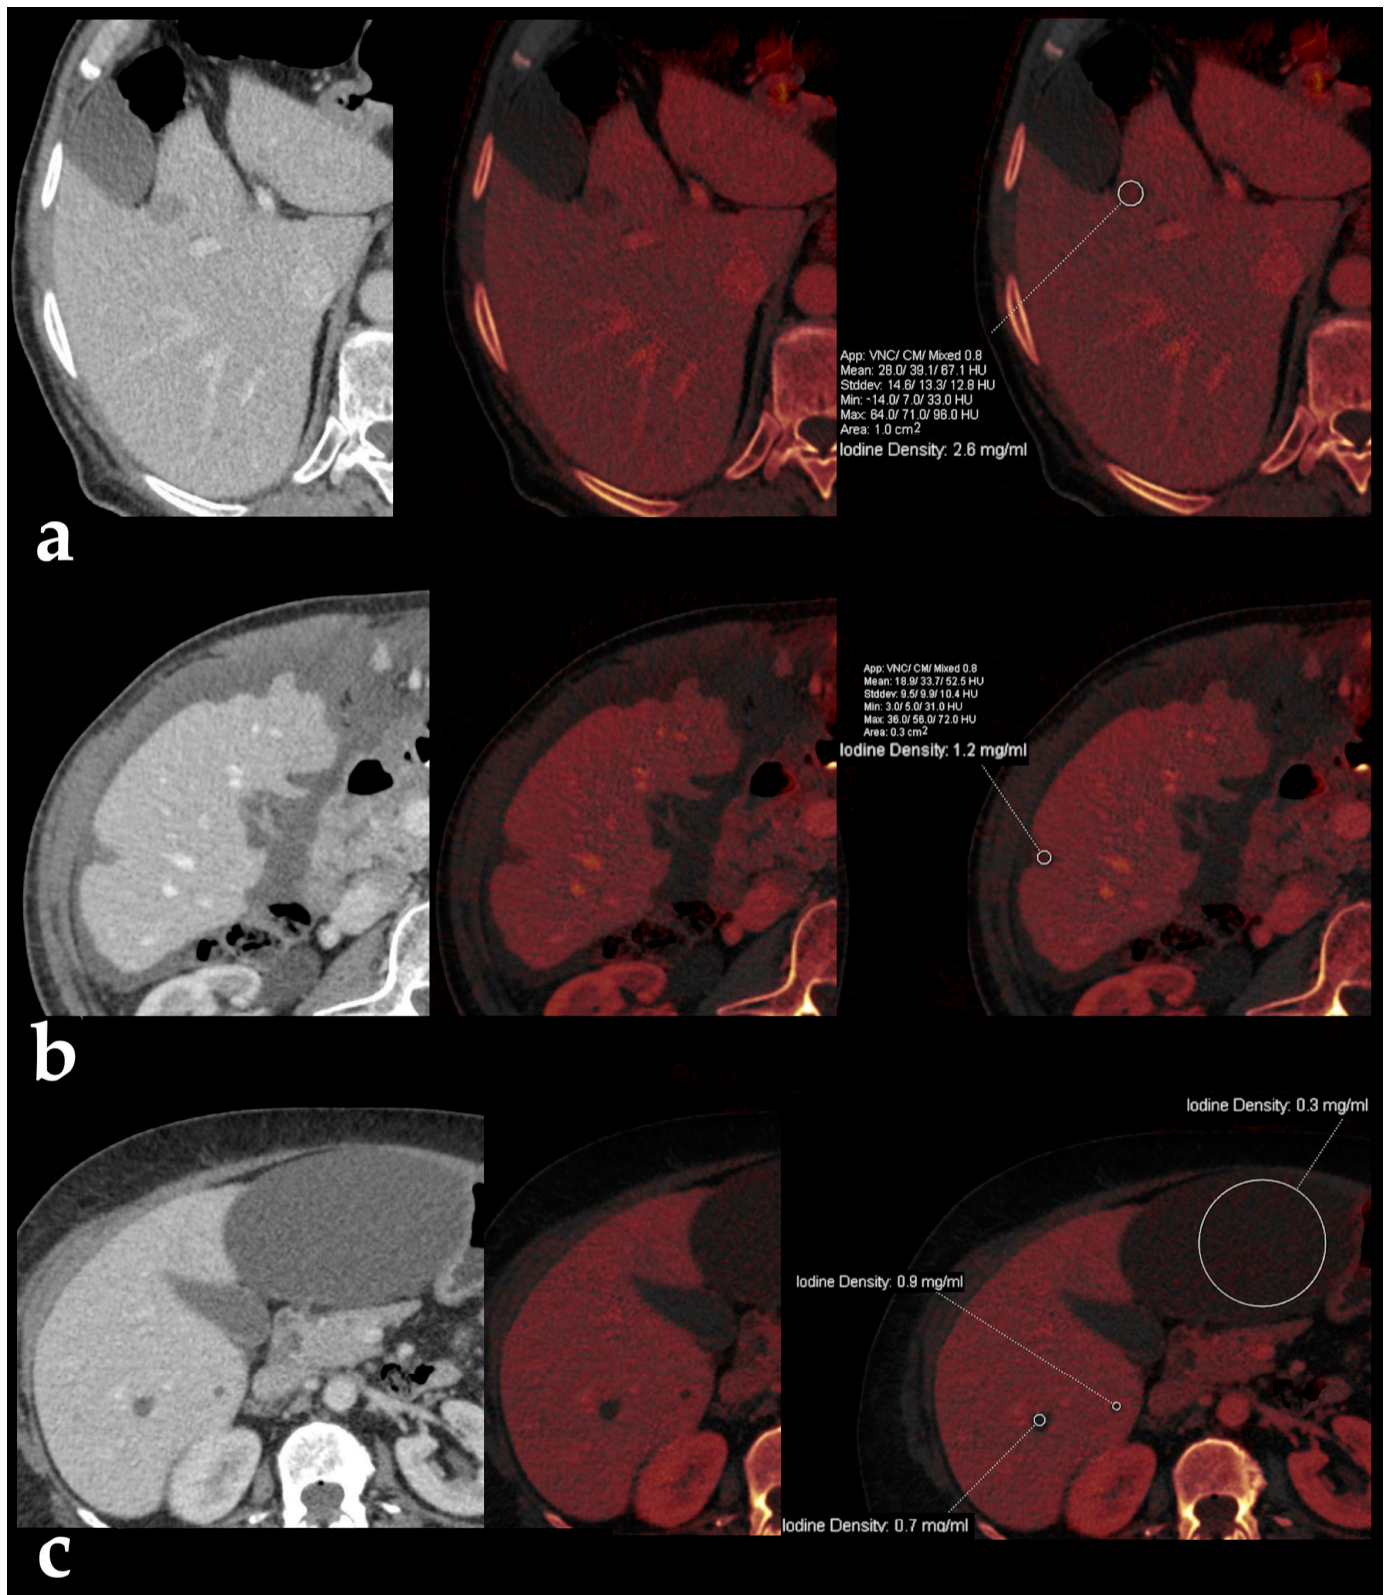 App: VNC/ CM/ Mixed 0.8
Mean: 28.0/ 39.1/ 67.1 HU
Stddev: 14.6/ 13.3/ 12.8 HU
Min: -14.0/ 7.0/ 33.0 HU
Max: 64.0/ 71.0/ 96.0 HU
Area: 1.0 cm2
Iodine Density: 2.6 mg/ml
a
App: VNC/ CM/ Mixed 0.8
Mean: 18.9/ 33.7/ 52.5 HU
Stddev: 9.5/ 9.9/ 10.4 HU
Min: 3.0/ 5.0/ 31.0 HU
Max: 36.0/ 56.0/ 72.0 HU
Area: 0.3 cm2
Iodine Density: 1.2 mg/ml
b
Iodine Density: 0.3 mg/ml
Iodine Density: 0.9 mg/ml
Iodine Density: 0.7 mg/ml
c